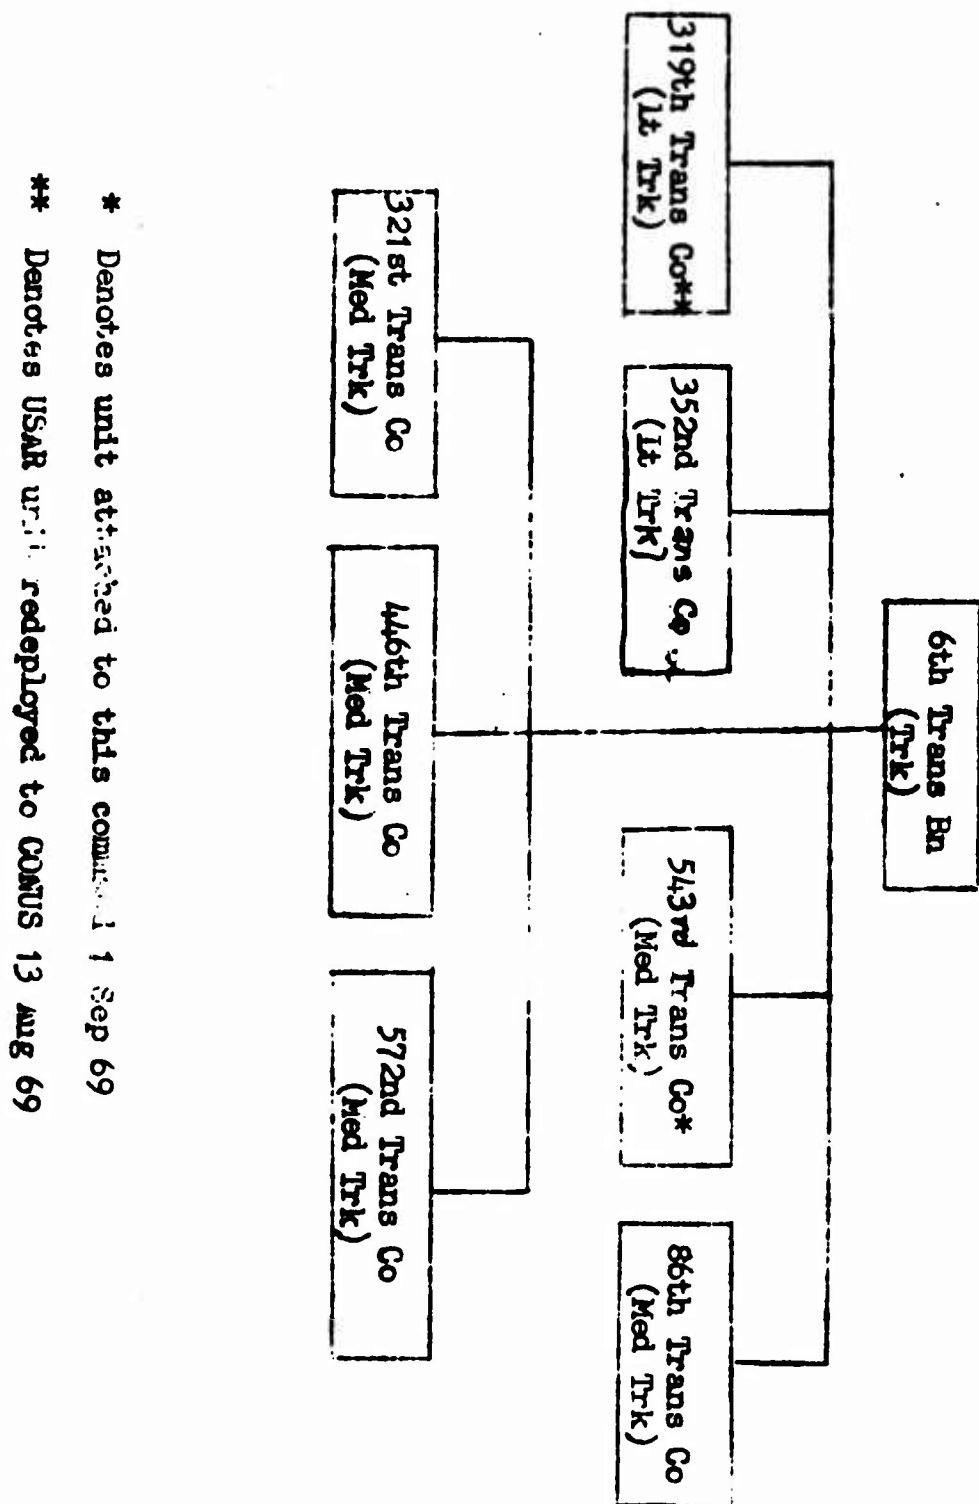 6th Trans Bn
(Trk)
319th Trans Co**
(Lt Trk)
352nd Trans Co
(Lt Trk)
543rd Trans Co*
(Med Trk)
86th Trans Co
(Med Trk)
321st Trans Co
(Med Trk)
446th Trans Co
(Med Trk)
572nd Trans Co
(Med Trk)
* Denotes unit attached to this command 1 Sep 69
** Denotes USAR unit redeployed to CONUS 13 Aug 69